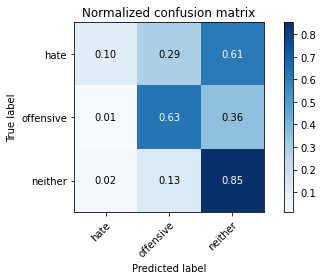 Normalized confusion matrix
True label
hate 0.10 0.29 0.61
offensive 0.01 0.63 0.36
neither 0.02 0.13 0.85
hate offensive neither
Predicted label
0.8
0.7
0.6
0.5
0.4
0.3
0.2
0.1